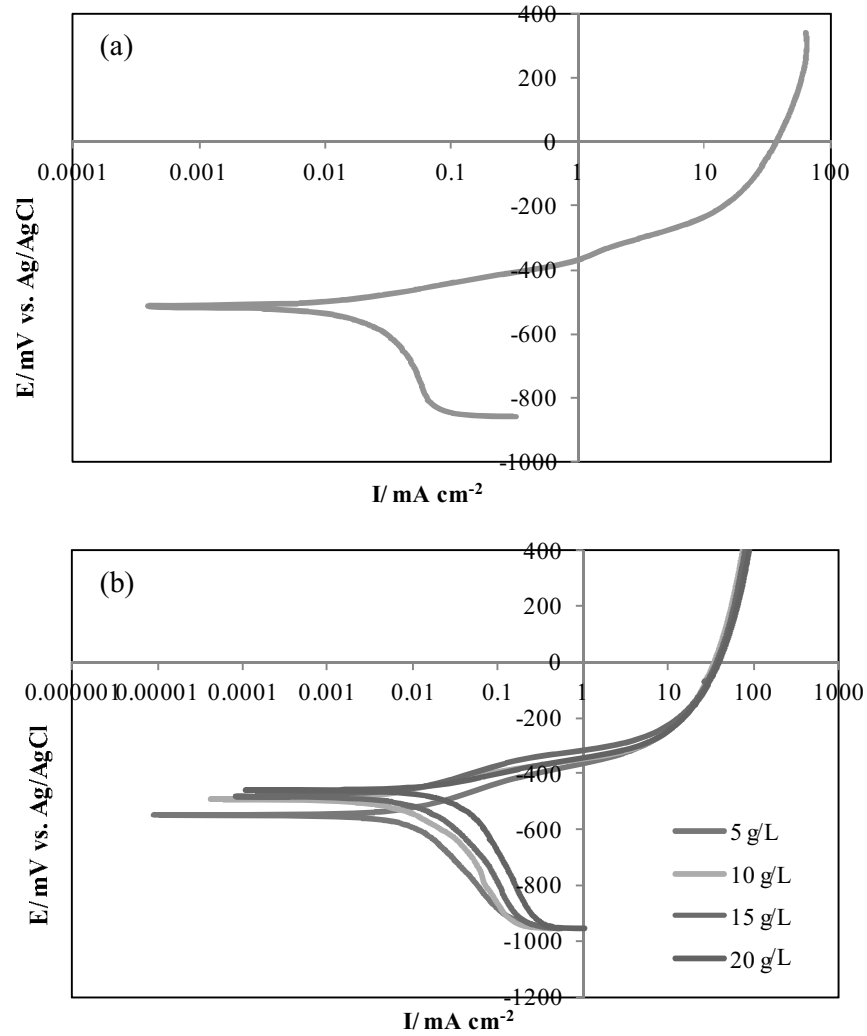 (a)
400
200
0
0.0001 0.001 0.01 0.1 1 10 100
-200
-400
-600
-800
-1000
E/mV vs. Ag/AgCl
I/ mA cm-2
(b)
400
200
0
0.000001 0.00001 0.0001 0.001 0.01 0.1 1 10 100 1000
-200
-400
-600
-800
-1000
-1200
E/mV vs. Ag/AgCl
5 g/L
10 g/L
15 g/L
20 g/L
I/ mA cm-2